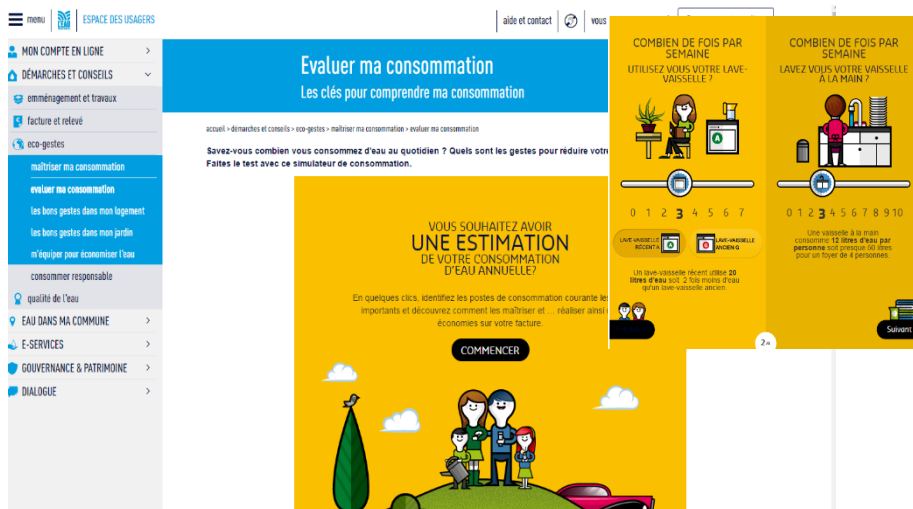 menu
L'EAU
ESPACE DES USAGERS
aide et contact
vous
MON COMPTE EN LIGNE
DÉMARCHES ET CONSEILS
emménagement et travaux
facture et relevé
eco-gestes
maîtriser ma consommation
evaluer ma consommation
les bons gestes dans mon logement
les bons gestes dans mon jardin
m'équiper pour économiser l'eau
consommer responsable
qualité de l'eau
EAU DANS MA COMMUNE
E-SERVICES
GOUVERNANCE & PATRIMOINE
DIALOGUE
Evaluer ma consommation
Les clés pour comprendre ma consommation
accueil > démarches et conseils > eco-gestes > maîtriser ma consommation > evaluer ma consommation
Savez-vous combien vous consommez d'eau au quotidien ? Quels sont les gestes pour réduire votr
Faites le test avec ce simulateur de consommation.
VOUS SOUHAITEZ AVOIR
UNE ESTIMATION
DE VOTRE CONSOMMATION
D'EAU ANNUELLE?
En quelques clics, identifiez les postes de consommation courante les
importants et découvrez comment les maîtriser et ... réaliser ainsi
économies sur votre facture.
COMMENCER
COMBIEN DE FOIS PAR
SEMAINE
UTILISEZ VOUS VOTRE LAVE-
VAISSELLE ?
A
0 1 2 3 4 5 6 7
LAVE-VAISSELLE
RÉCENT A
LAVE-VAISSELLE
ANCIEN G
Un lave-vaisselle récent utilise 20
litres d'eau soit 2 fois moins d'eau
qu'un lave-vaisselle ancien.
COMBIEN DE FOIS PAR
SEMAINE
LAVEZ VOUS VOTRE VAISSELLE
À LA MAIN ?
0 1 2 3 4 5 6 7 8 9 10
Une vaisselle à la main
consomme 12 litres d'eau par
personne soit presque 50 litres
pour un foyer de 4 personnes.
Suivant